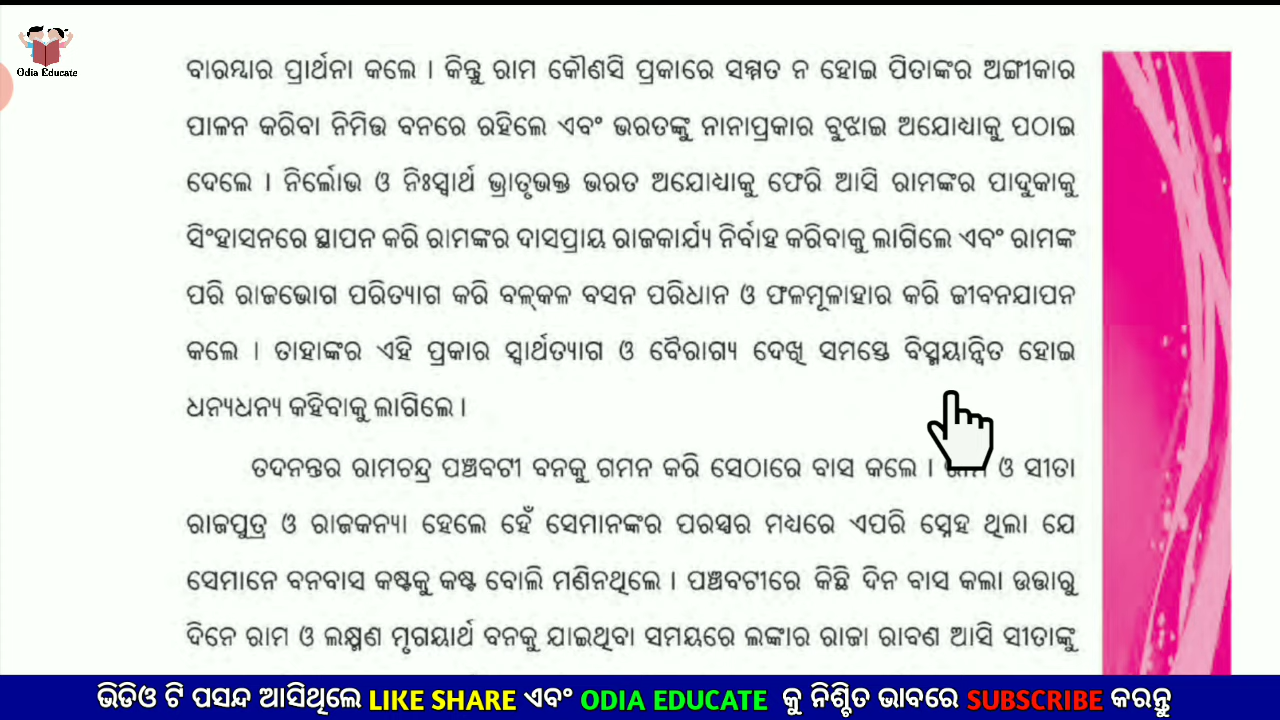 Odia Educate
ବାରମ୍ବାର ପ୍ରାର୍ଥନା କଲେ । କିନ୍ତୁ ରାମ କୌଣସି ପ୍ରକାରେ ସମ୍ମତ ନ ହୋଇ ପିତାଙ୍କର ଅଙ୍ଗୀକାର
ପାଳନ କରିବା ନିମିତ୍ତ ବନରେ ରହିଲେ ଏବଂ ଭରତଙ୍କୁ ନାନାପ୍ରକାର ବୁଝାଇ ଅଯୋଧ୍ୟାକୁ ପଠାଇ
ଦେଲେ । ନିର୍ଲୋଭ ଓ ନିଃସ୍ୱାର୍ଥ ଭ୍ରାତୃଭକ୍ତ ଭରତ ଅଯୋଧ୍ୟାକୁ ଫେରି ଆସି ରାମଙ୍କର ପାଦୁକାକୁ
ସିଂହାସନରେ ସ୍ଥାପନ କରି ରାମଙ୍କର ଦାସପ୍ରାୟ ରାଜକାର୍ଯ୍ୟ ନିର୍ବାହ କରିବାକୁ ଲାଗିଲେ ଏବଂ ରାମଙ୍କ
ପରି ରାଜଭୋଗ ପରିତ୍ୟାଗ କରି ବଳ୍କଳ ବସନ ପରିଧାନ ଓ ଫଳମୂଳାହାର କରି ଜୀବନଯାପନ
କଲେ । ତାହାଙ୍କର ଏହି ପ୍ରକାର ସ୍ୱାର୍ଥତ୍ୟାଗ ଓ ବୈରାଗ୍ୟ ଦେଖି ସମସ୍ତେ ବିସ୍ମୟାନ୍ୱିତ ହୋଇ
ଧନ୍ୟଧନ୍ୟ କହିବାକୁ ଲାଗିଲେ ।
ତଦନନ୍ତର ରାମଚନ୍ଦ୍ର ପଞ୍ଚବଟୀ ବନକୁ ଗମନ କରି ସେଠାରେ ବାସ କଲେ । ରାମ ଓ ସୀତା
ରାଜପୁତ୍ର ଓ ରାଜକନ୍ୟା ହେଲେ ହେଁ ସେମାନଙ୍କର ପରସ୍ପର ମଧ୍ୟରେ ଏପରି ସ୍ନେହ ଥିଲା ଯେ
ସେମାନେ ବନବାସ କଷ୍ଟକୁ କଷ୍ଟ ବୋଲି ମଣିନଥିଲେ । ପଞ୍ଚବଟୀରେ କିଛି ଦିନ ବାସ କଲା ଉତ୍ତାରୁ
ଦିନେ ରାମ ଓ ଲକ୍ଷ୍ମଣ ମୃଗୟାର୍ଥ ବନକୁ ଯାଇଥିବା ସମୟରେ ଲଙ୍କାର ରାଜା ରାବଣ ଆସି ସୀତାଙ୍କୁ
ଭିଡିଓ ଟି ପସନ୍ଦ ଆସିଥିଲେ LIKE SHARE ଏବଂ ODIA EDUCATE କୁ ନିଶ୍ଚିତ ଭାବରେ SUBSCRIBE କରନ୍ତୁ